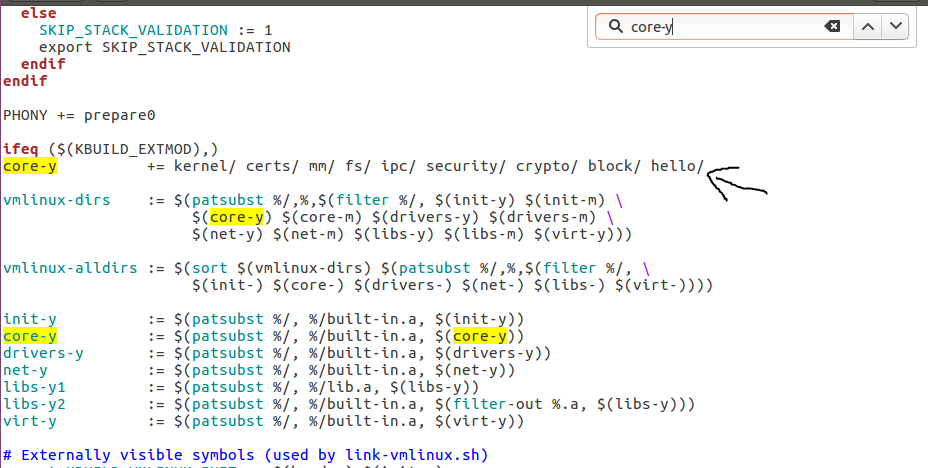 core-y
else
SKIP_STACK_VALIDATION := 1
export SKIP_STACK_VALIDATION
endif
endif
PHONY += prepare0
ifeq ($(KBUILD_EXTMOD),)
core-y += kernel/ certs/ mm/ fs/ ipc/ security/ crypto/ block/ hello/
vmlinux-dirs := $(patsubst %/,%,$(filter %/, $(init-y) $(init-m) \
$(core-y) $(core-m) $(drivers-y) $(drivers-m) \
$(net-y) $(net-m) $(libs-y) $(libs-m) $(virt-y)))
vmlinux-alldirs := $(sort $(vmlinux-dirs) $(patsubst %/,%,$(filter %/, \
$(init-) $(core-) $(drivers-) $(net-) $(libs-) $(virt-))))
init-y := $(patsubst %/, %/built-in.a, $(init-y))
core-y := $(patsubst %/, %/built-in.a, $(core-y))
drivers-y := $(patsubst %/, %/built-in.a, $(drivers-y))
net-y := $(patsubst %/, %/built-in.a, $(net-y))
libs-y1 := $(patsubst %/, %/lib.a, $(libs-y))
libs-y2 := $(patsubst %/, %/built-in.a, $(filter-out %.a, $(libs-y)))
virt-y := $(patsubst %/, %/built-in.a, $(virt-y))
# Externally visible symbols (used by link-vmlinux.sh)